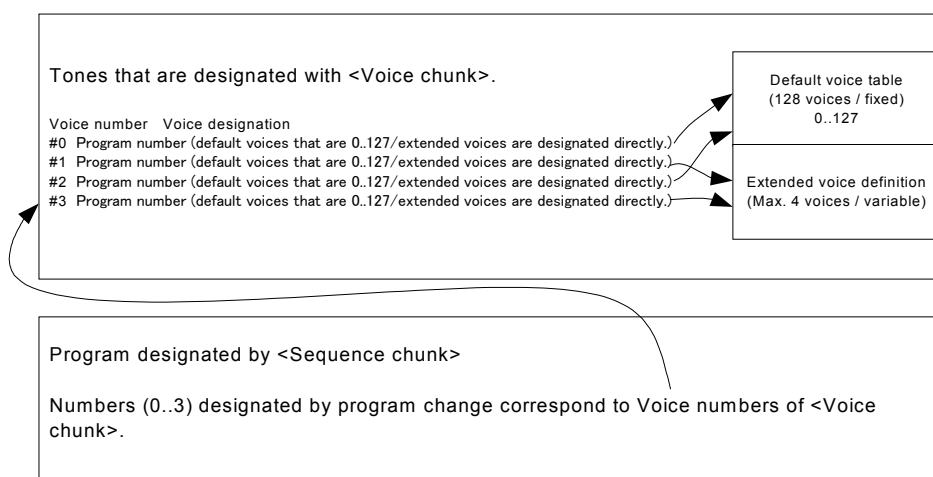 Tones that are designated with <Voice chunk>.
Voice number Voice designation
#0 Program number (default voices that are 0..127/extended voices are designated directly.)
#1 Program number (default voices that are 0..127/extended voices are designated directly.)
#2 Program number (default voices that are 0..127/extended voices are designated directly.)
#3 Program number (default voices that are 0..127/extended voices are designated directly.)
Default voice table
(128 voices / fixed)
0..127
Extended voice definition
(Max. 4 voices / variable)
Program designated by <Sequence chunk>
Numbers (0..3) designated by program change correspond to Voice numbers of <Voice
chunk>.